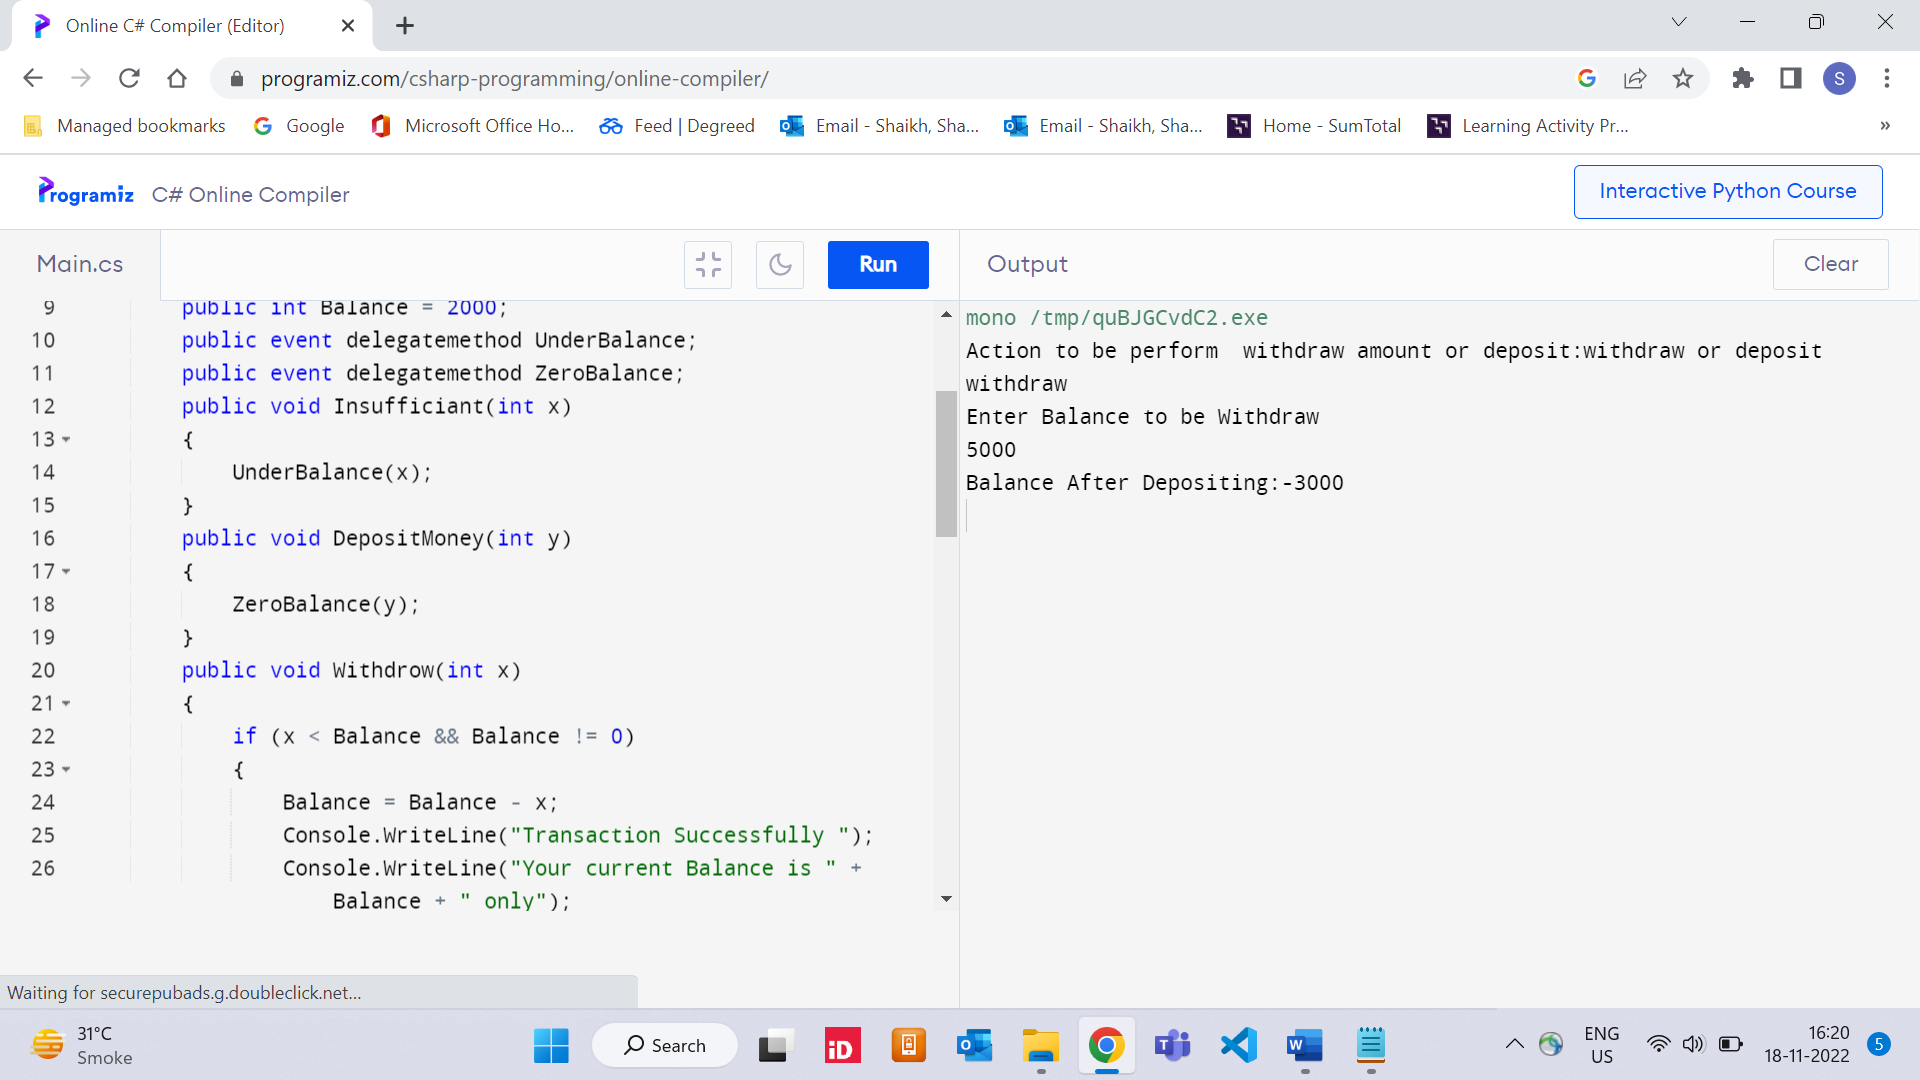 Online C# Compiler (Editor)
programiz.com/csharp-programming/online-compiler/
S
Managed bookmarks
Google
Microsoft Office Ho...
Feed | Degreed
Email - Shaikh, Sha...
Email - Shaikh, Sha...
Home - SumTotal
Learning Activity Pr...
»
Programiz
C# Online Compiler
Interactive Python Course
Main.cs
Run
Output
Clear
9 public int Balance = 2000;
10 public event delegatemethod UnderBalance;
11 public event delegatemethod ZeroBalance;
12 public void Insufficiant(int x)
13 {
14 UnderBalance(x);
15 }
16 public void DepositMoney(int y)
17 {
18 ZeroBalance(y);
19 }
20 public void Withdrow(int x)
21 {
22 if (x < Balance && Balance != 0)
23 {
24 Balance = Balance - x;
25 Console.WriteLine("Transaction Successfully ");
26 Console.WriteLine("Your current Balance is " +
Balance + " only");
mono /tmp/quBJGCvdC2.exe
Action to be perform  withdraw amount or deposit:withdraw or deposit
withdraw
Enter Balance to be Withdraw
5000
Balance After Depositing:-3000
Waiting for securepubads.g.doubleclick.net...
31°C
Smoke
Search
iD
ENG
US
16:20
18-11-2022
5